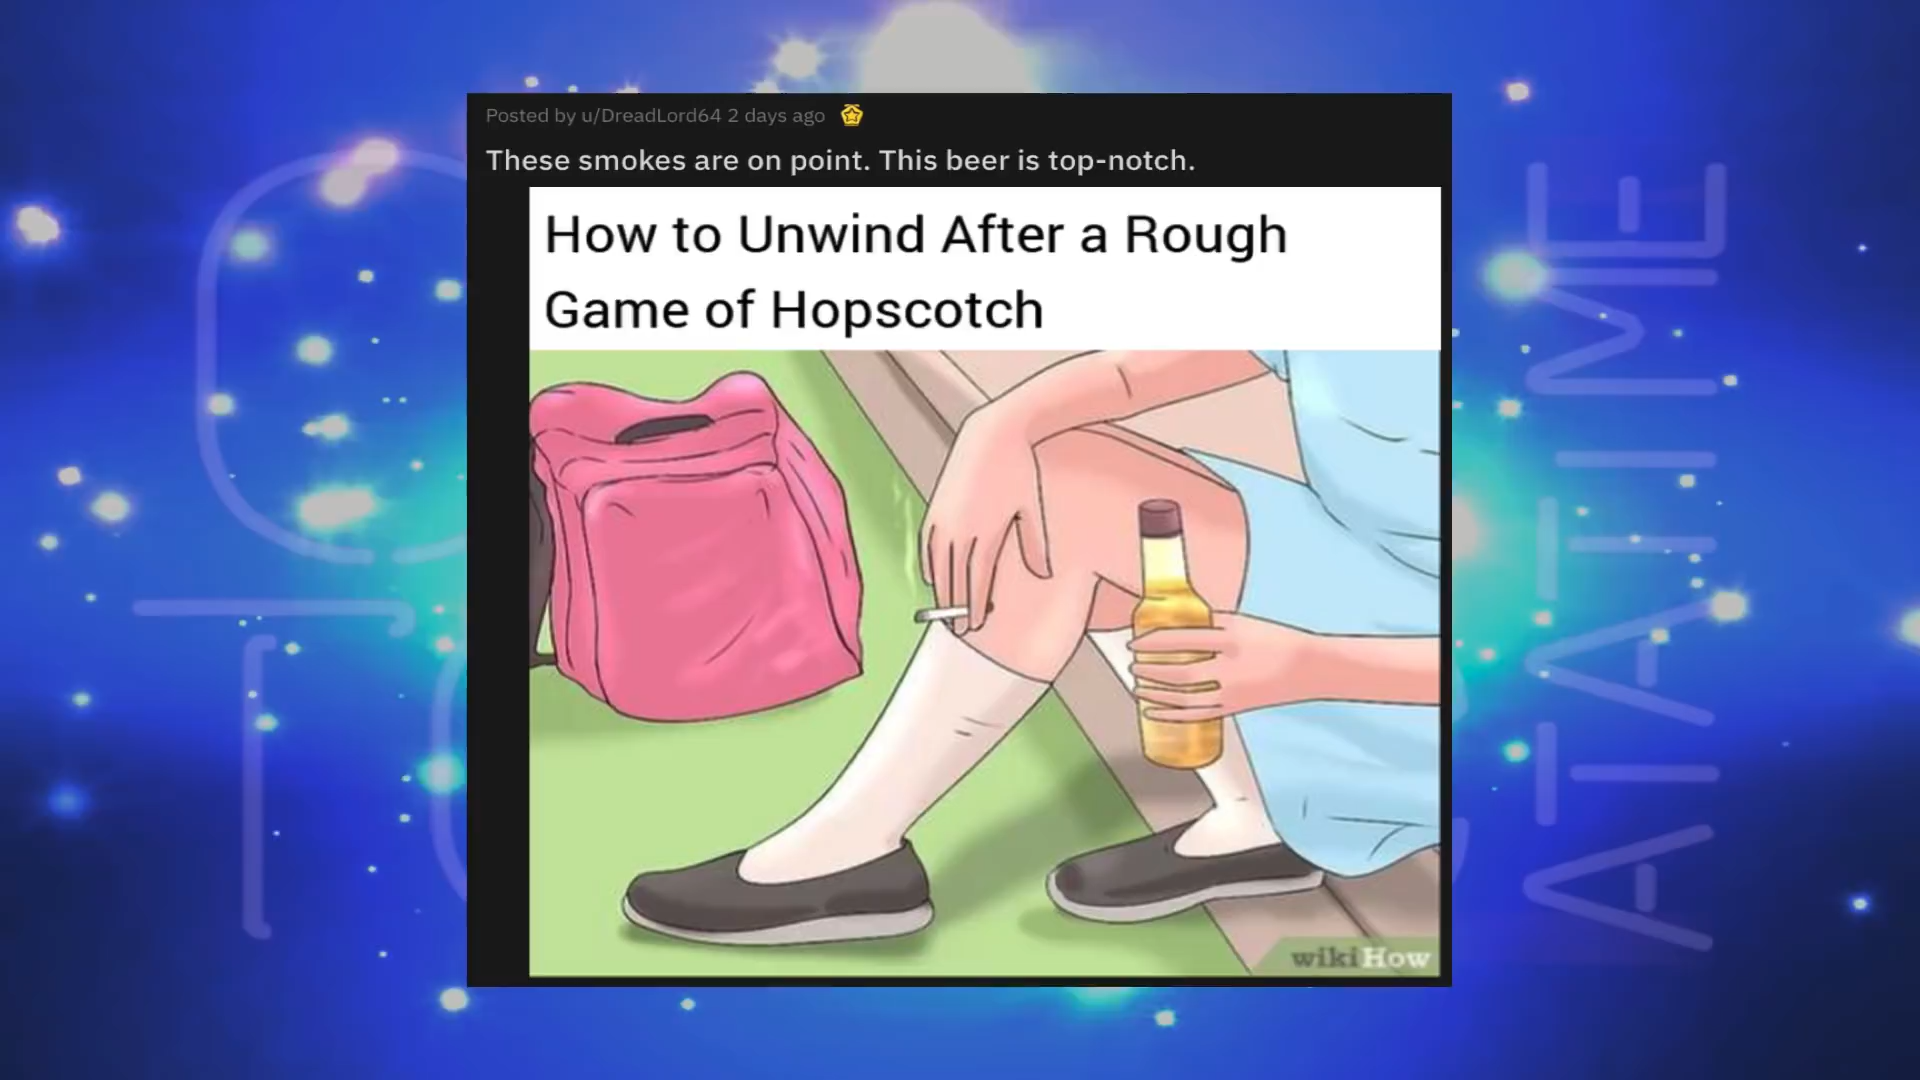 Posted by u/DreadLord64 2 days ago
These smokes are on point. This beer is top-notch.
How to Unwind After a Rough
Game of Hopscotch
wikiHow